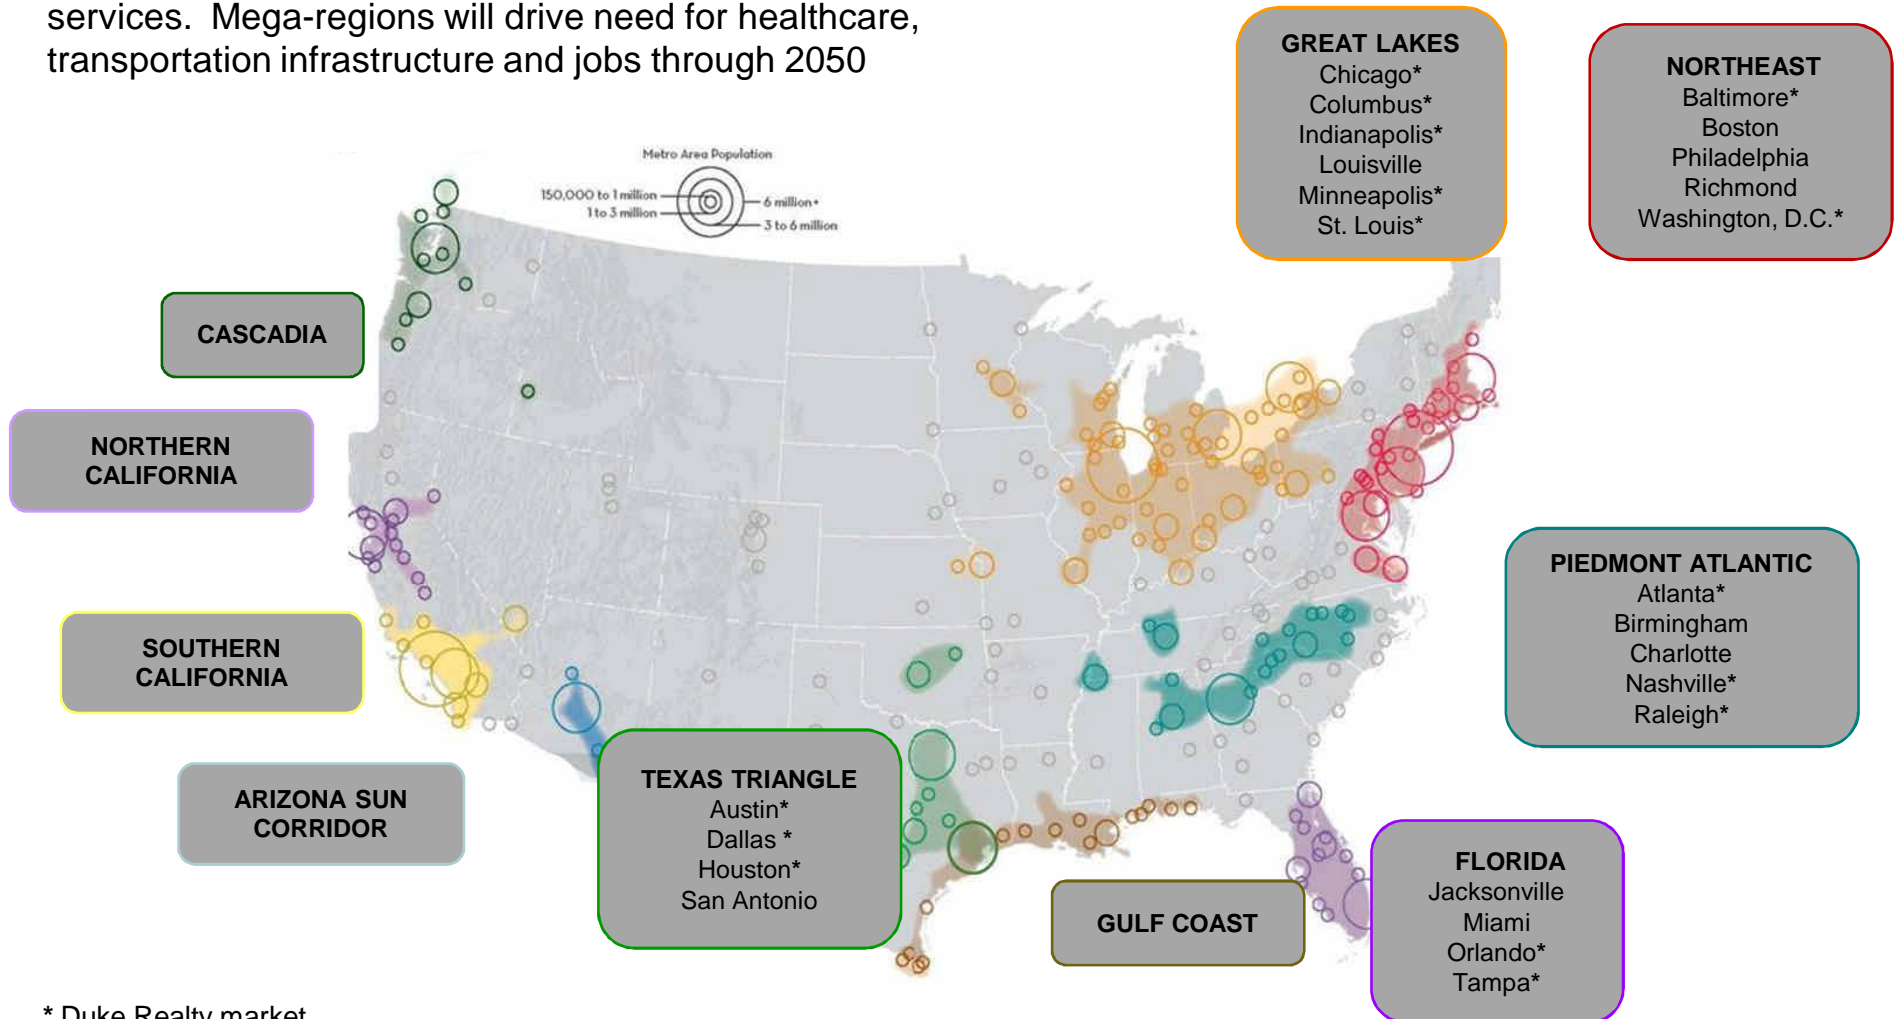 services.  Mega-regions will drive need for healthcare,
transportation infrastructure and jobs through 2050
GREAT LAKES
Chicago*
Columbus*
Indianapolis*
Louisville
Minneapolis*
St. Louis*
NORTHEAST
Baltimore*
Boston
Philadelphia
Richmond
Washington, D.C.*
Metro Area Population
150,000 to 1 million
1 to 3 million
6 million+
3 to 6 million
CASCADIA
NORTHERN
CALIFORNIA
SOUTHERN
CALIFORNIA
ARIZONA SUN
CORRIDOR
TEXAS TRIANGLE
Austin*
Dallas *
Houston*
San Antonio
PIEDMONT ATLANTIC
Atlanta*
Birmingham
Charlotte
Nashville*
Raleigh*
GULF COAST
FLORIDA
Jacksonville
Miami
Orlando*
Tampa*
* Duke Realty market